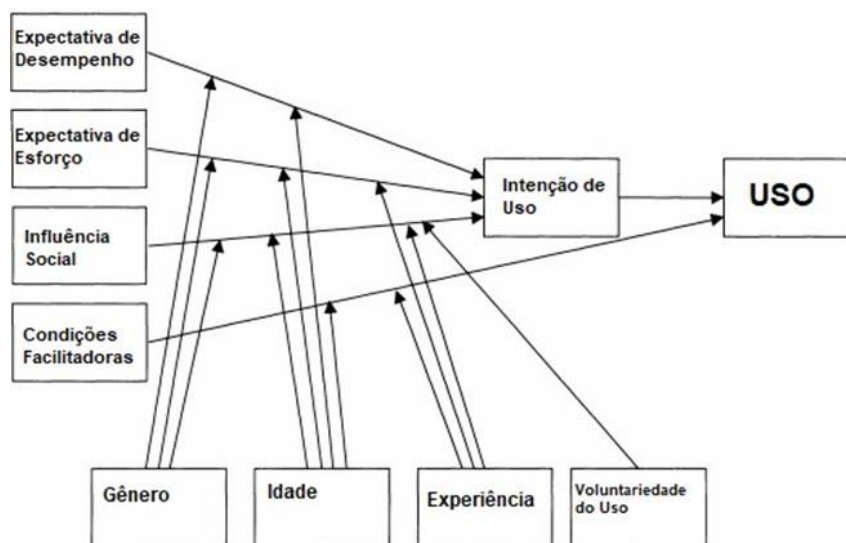 Expectativa de
Desempenho
Expectativa de
Esforço
Influência
Social
Condições
Facilitadoras
Intenção de
Uso
USO
Gênero
Idade
Experiência
Voluntariedade
do Uso